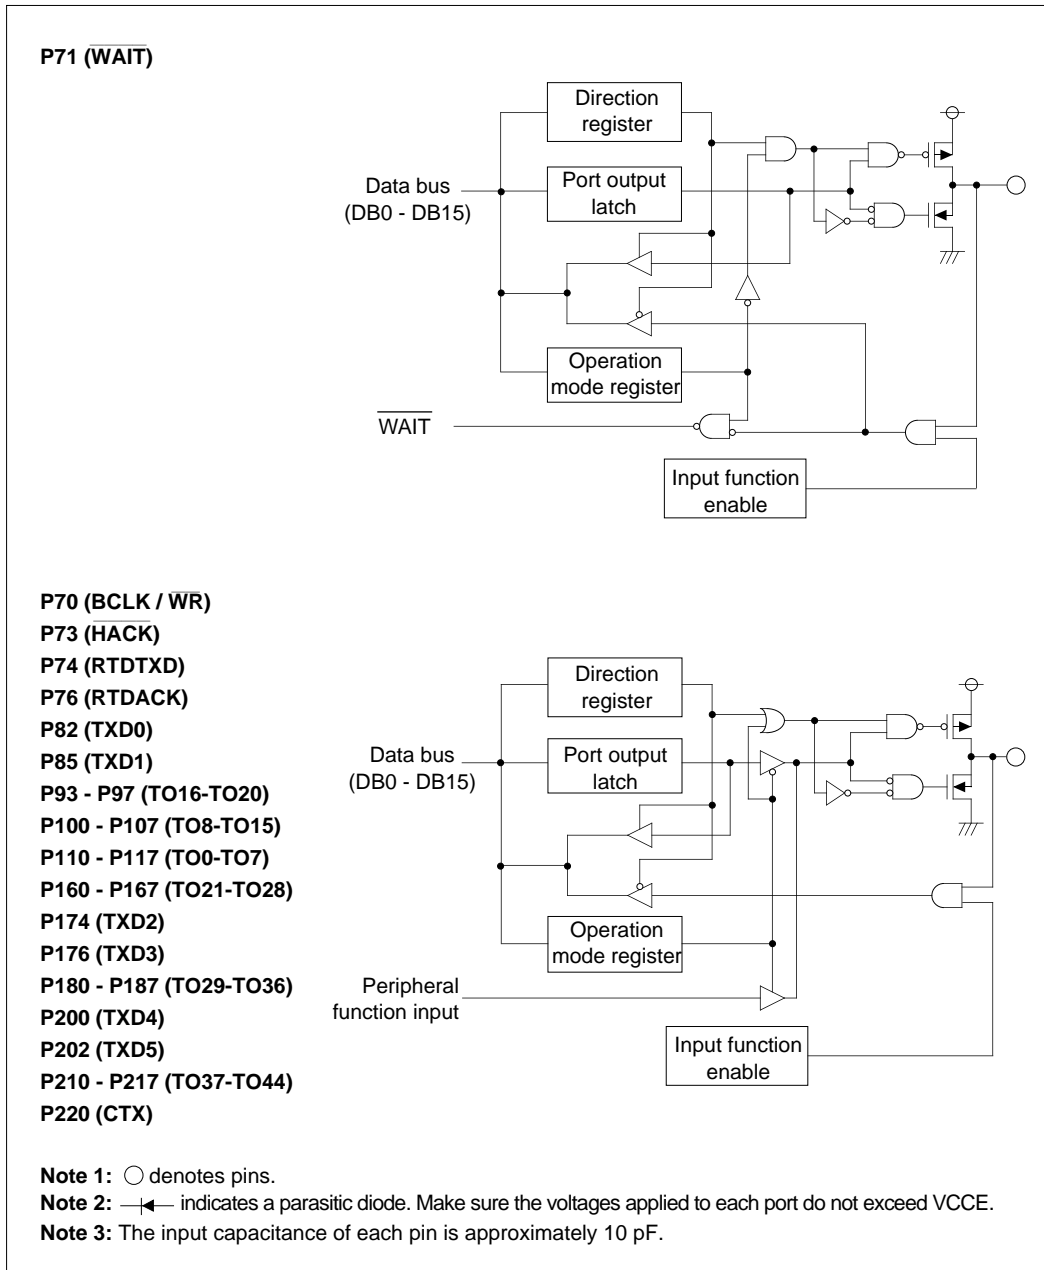 P71 (WAIT)
Direction
register
Data bus
(DB0 - DB15)
Port output
latch
Operation
mode register
WAIT
Input function
enable
P70 (BCLK / WR)
P73 (HACK)
P74 (RTDTXD)
P76 (RTDACK)
P82 (TXD0)
P85 (TXD1)
P93 - P97 (TO16-TO20)
P100 - P107 (TO8-TO15)
P110 - P117 (TO0-TO7)
P160 - P167 (TO21-TO28)
P174 (TXD2)
P176 (TXD3)
P180 - P187 (TO29-TO36)
P200 (TXD4)
P202 (TXD5)
P210 - P217 (TO37-TO44)
P220 (CTX)
Direction
register
Data bus
(DB0 - DB15)
Port output
latch
Operation
mode register
Peripheral
function input
Input function
enable
Note 1: denotes pins.
Note 2: indicates a parasitic diode. Make sure the voltages applied to each port do not exceed VCCE.
Note 3: The input capacitance of each pin is approximately 10 pF.